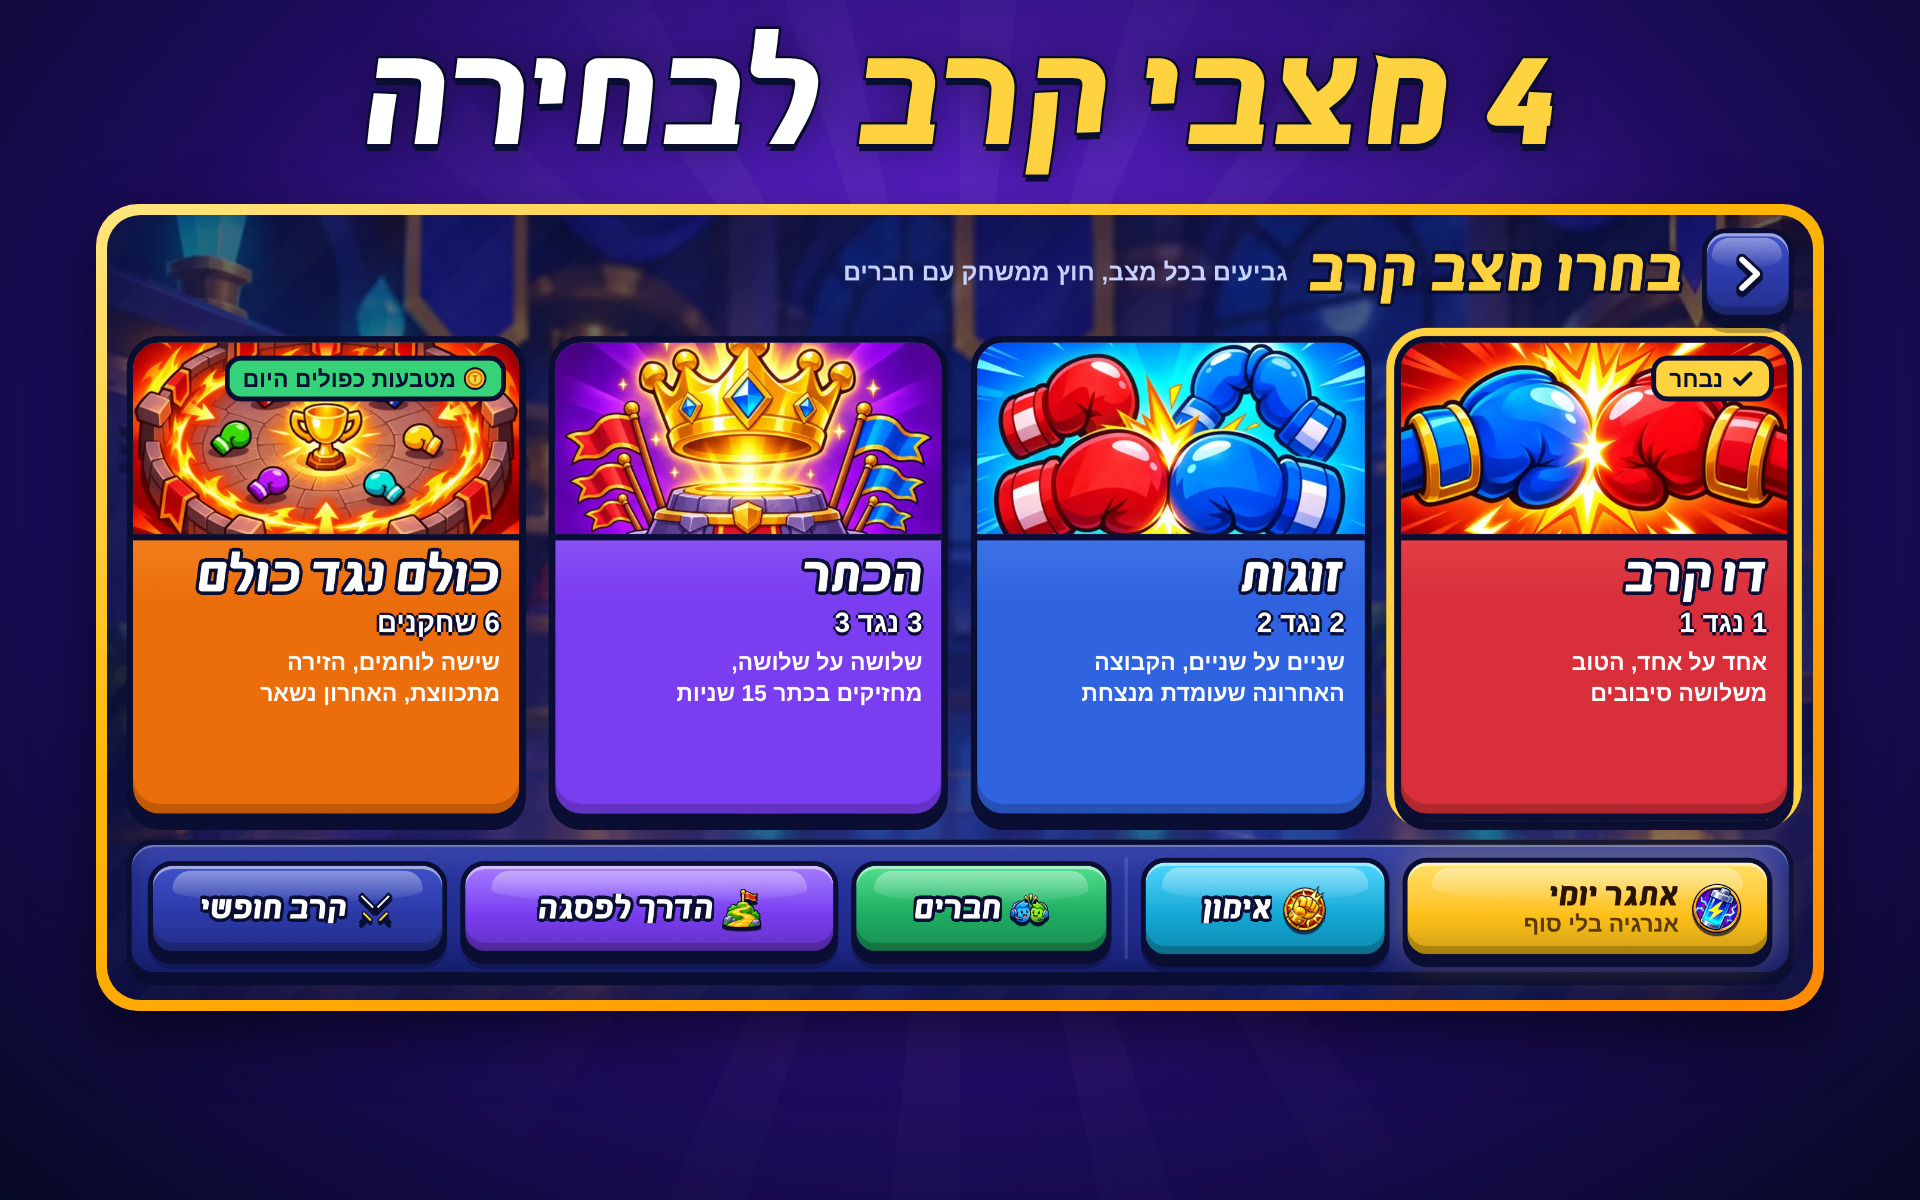 4 מצבי קרב לבחירה
בחרו מצב קרב
גביעים בכל מצב, חוץ ממשחק עם חברים
נבחר
דו קרב
1 נגד 1
אחד על אחד, הטוב
משלושה סיבובים
זוגות
2 נגד 2
שניים על שניים, הקבוצה
האחרונה שעומדת מנצחת
הכתר
3 נגד 3
שלושה על שלושה,
מחזיקים בכתר 15 שניות
מטבעות כפולים היום
כולם נגד כולם
6 שחקנים
שישה לוחמים, הזירה
מתכווצת, האחרון נשאר
אתגר יומי
אנרגיה בלי סוף
אימון
חברים
הדרך לפסגה
קרב חופשי